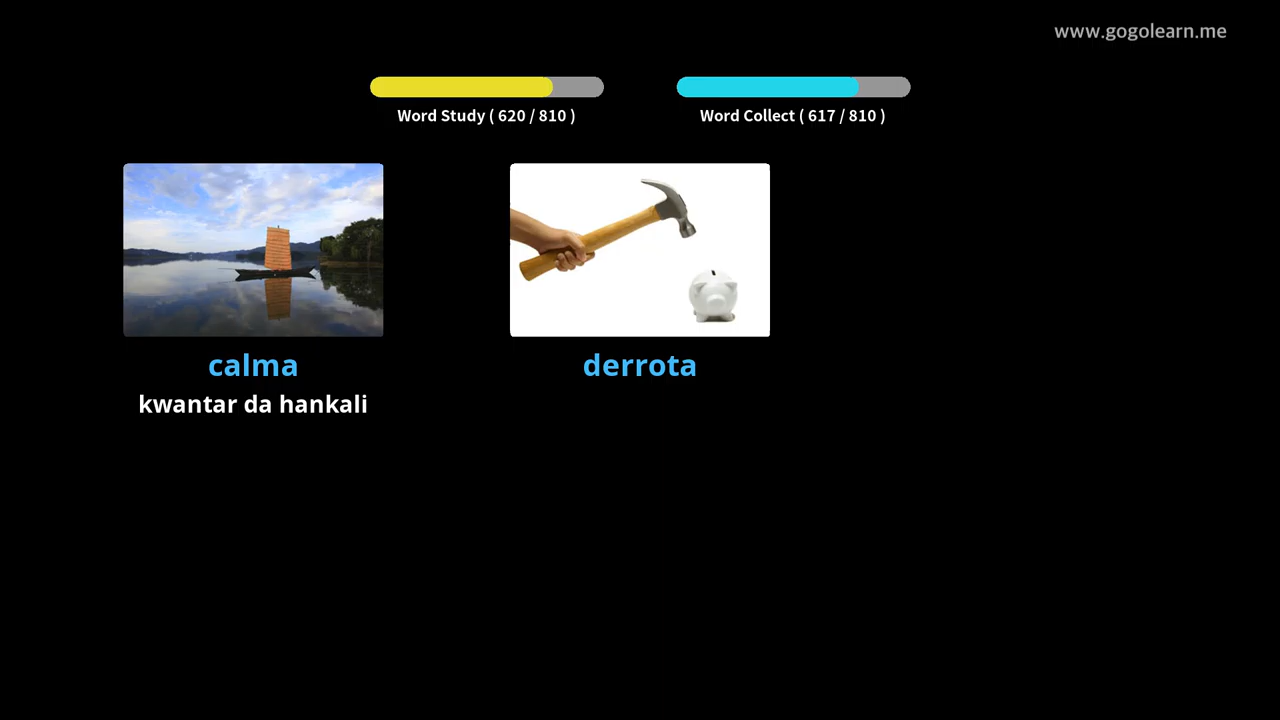 www.gogolearn.me
Word Study ( 620 / 810 )
Word Collect ( 617 / 810 )
calma
derrota
kwantar da hankali